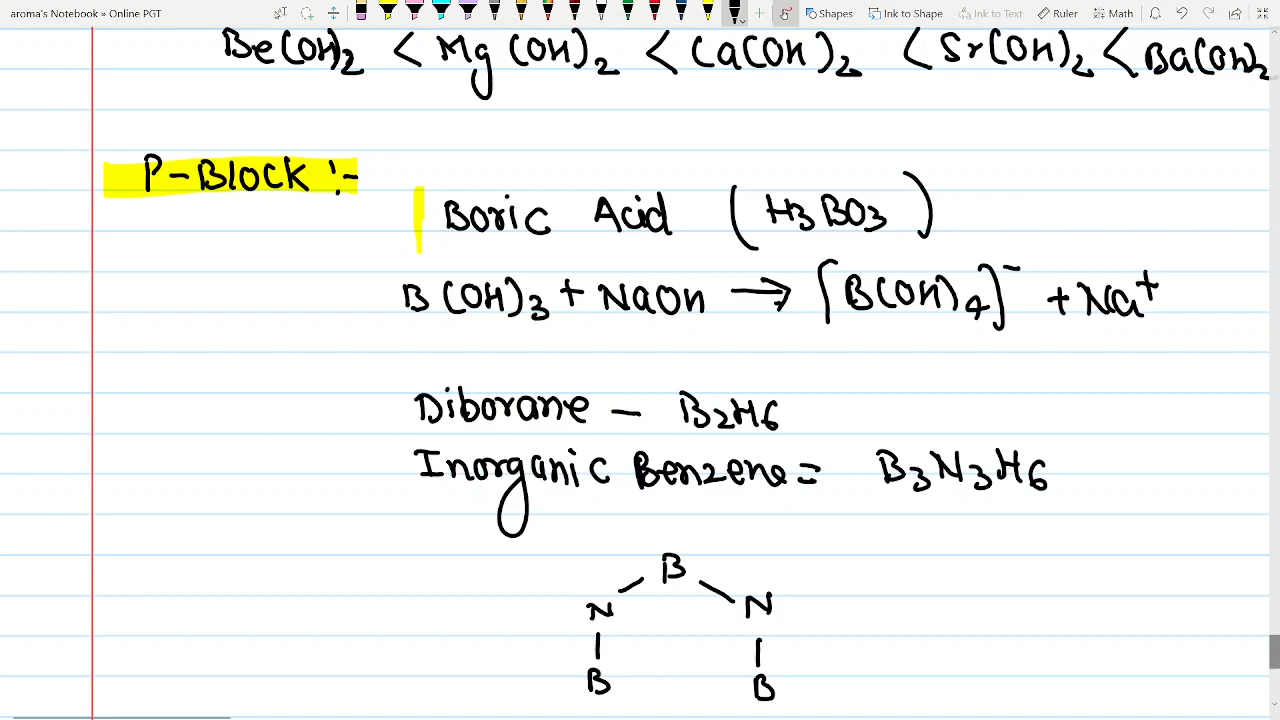 aroma's Notebook » Online PGT
Shapes Ink to Shape Ink to Text Ruler Math
Be(OH)2 < Mg(OH)2 < Ca(OH)2 < Sr(OH)2 < Ba(OH)2
P-Block :-
Boric Acid (H3BO3)
B(OH)3 + NaOH → [B(OH)4]⁻ + Na⁺
Diborane - B2H6
Inorganic Benzene = B3N3H6
B
N N
B B